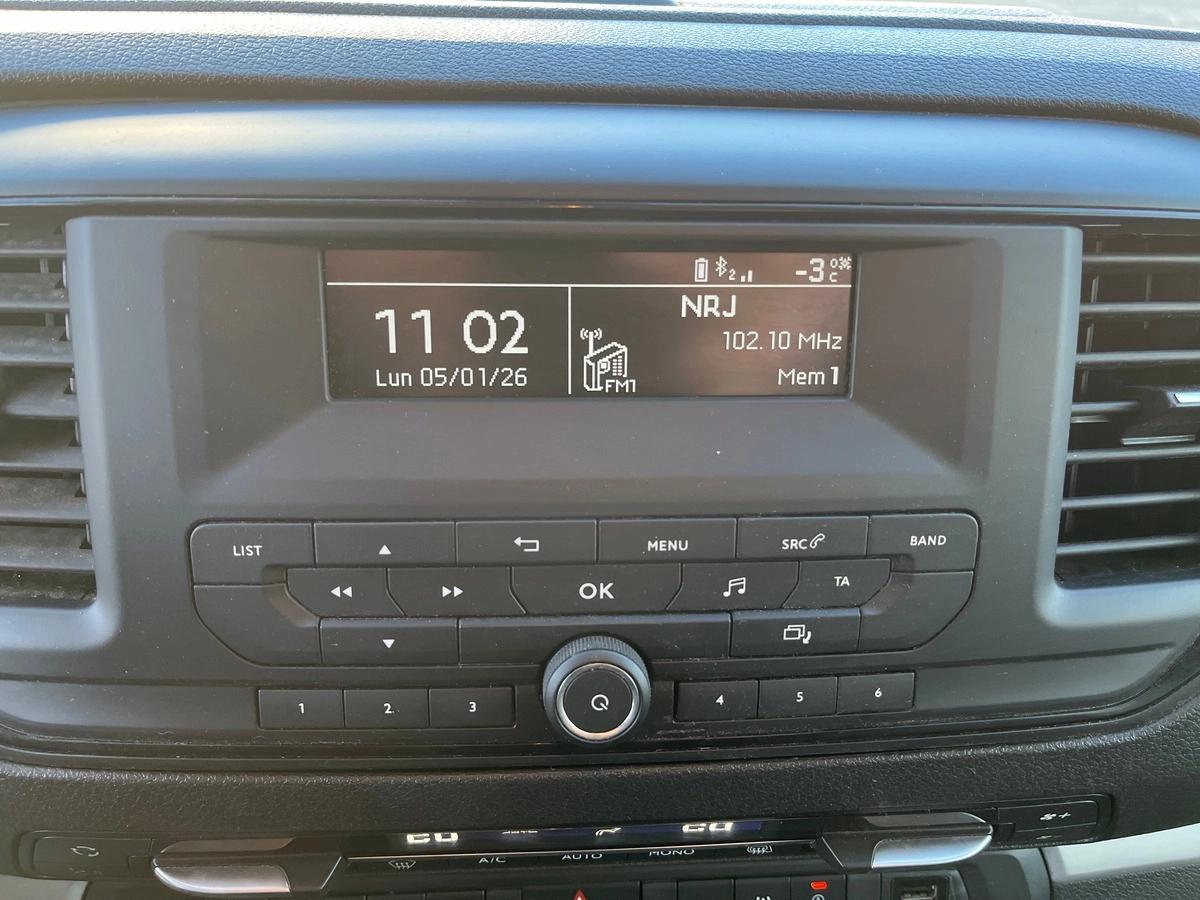 2 -3°C
11 02
Lun 05/01/26
NRJ
102.10 MHz
FM1
Mem 1
LIST
MENU
SRC
BAND
OK
TA
1 2 3 4 5 6
A/C AUTO MONO